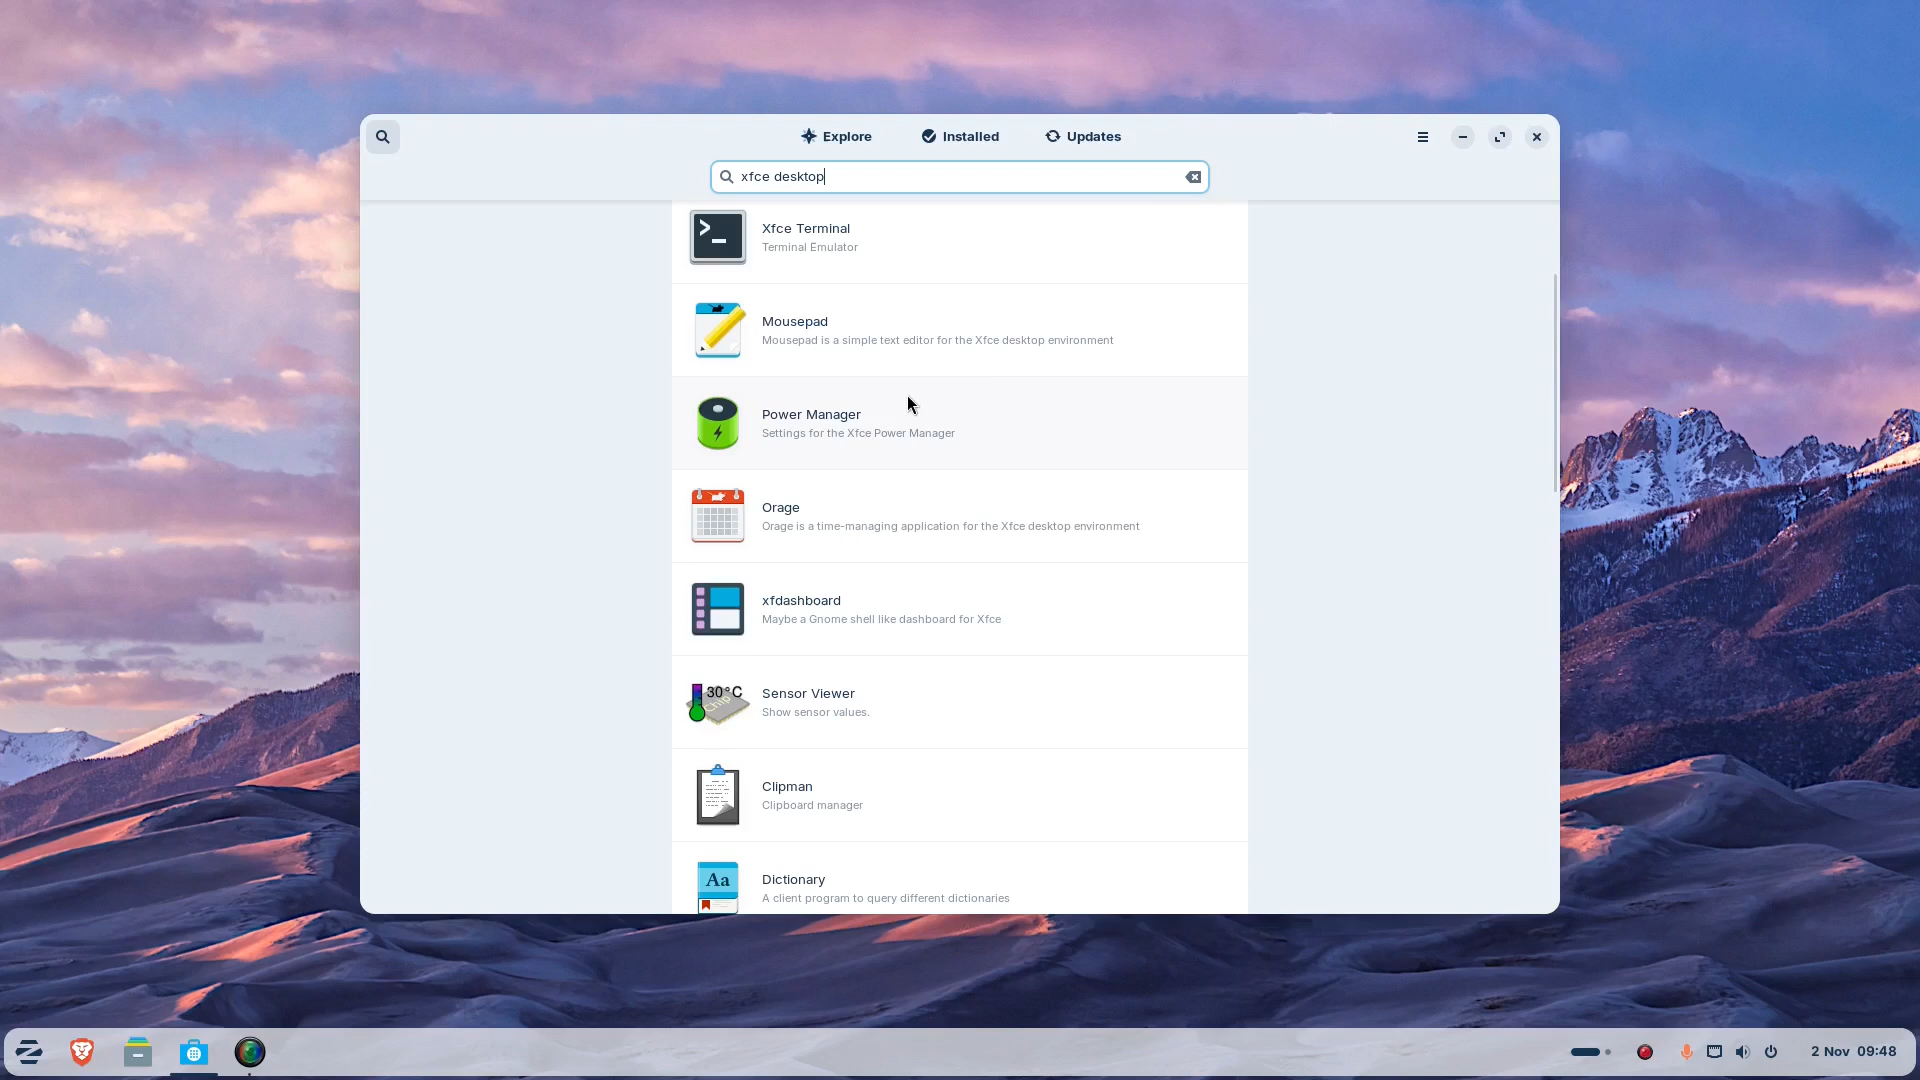 Explore
Installed
Updates
xfce desktop
Xfce Terminal
Terminal Emulator
Mousepad
Mousepad is a simple text editor for the Xfce desktop environment
Power Manager
Settings for the Xfce Power Manager
Orage
Orage is a time-managing application for the Xfce desktop environment
xfdashboard
Maybe a Gnome shell like dashboard for Xfce
30°C
Chip
Sensor Viewer
Show sensor values.
Clipman
Clipboard manager
Aa
Dictionary
A client program to query different dictionaries
2 Nov 09:48